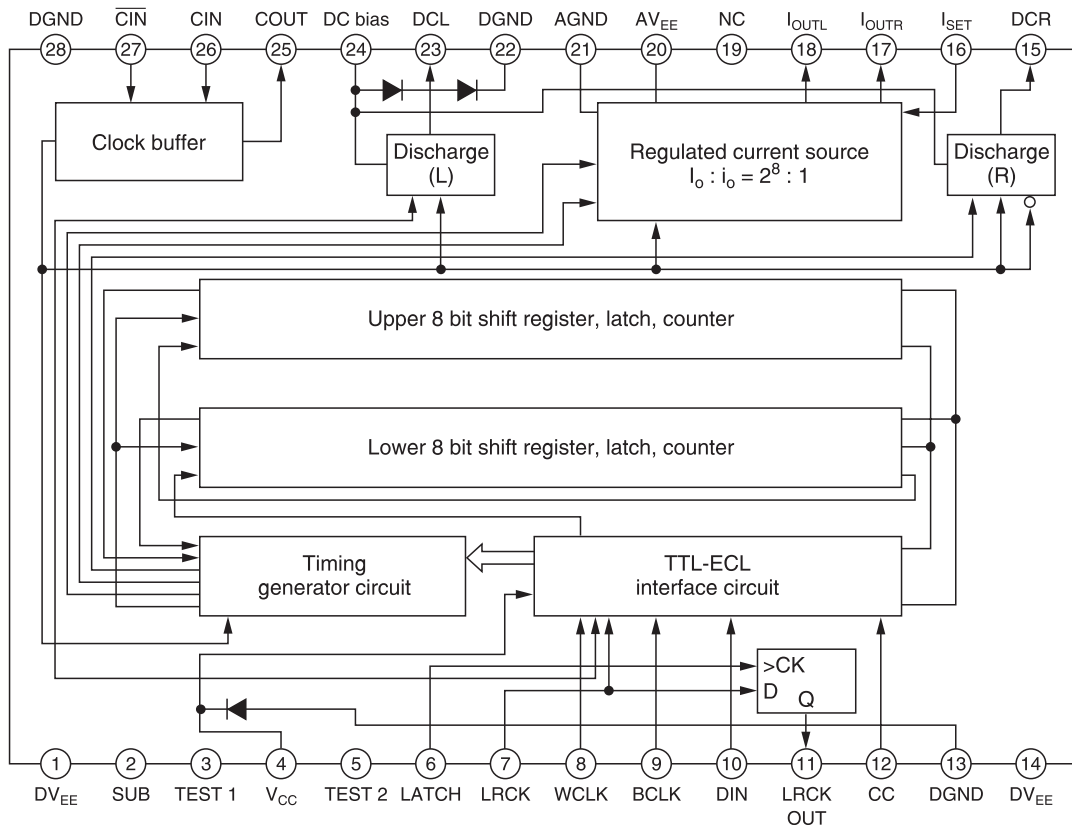 DGND CIN CIN COUT DC bias DCL DGND AGND AVEE NC IOUTL IOUTR ISET DCR
28 27 26 25 24 23 22 21 20 19 18 17 16 15
Clock buffer
Discharge
(L)
Regulated current source
Io : io = 2⁸ : 1
Discharge
(R)
Upper 8 bit shift register, latch, counter
Lower 8 bit shift register, latch, counter
Timing
generator circuit
TTL-ECL
interface circuit
>CK
D
Q
1 2 3 4 5 6 7 8 9 10 11 12 13 14
DVEE SUB TEST 1 VCC TEST 2 LATCH LRCK WCLK BCLK DIN LRCK OUT CC DGND DVEE